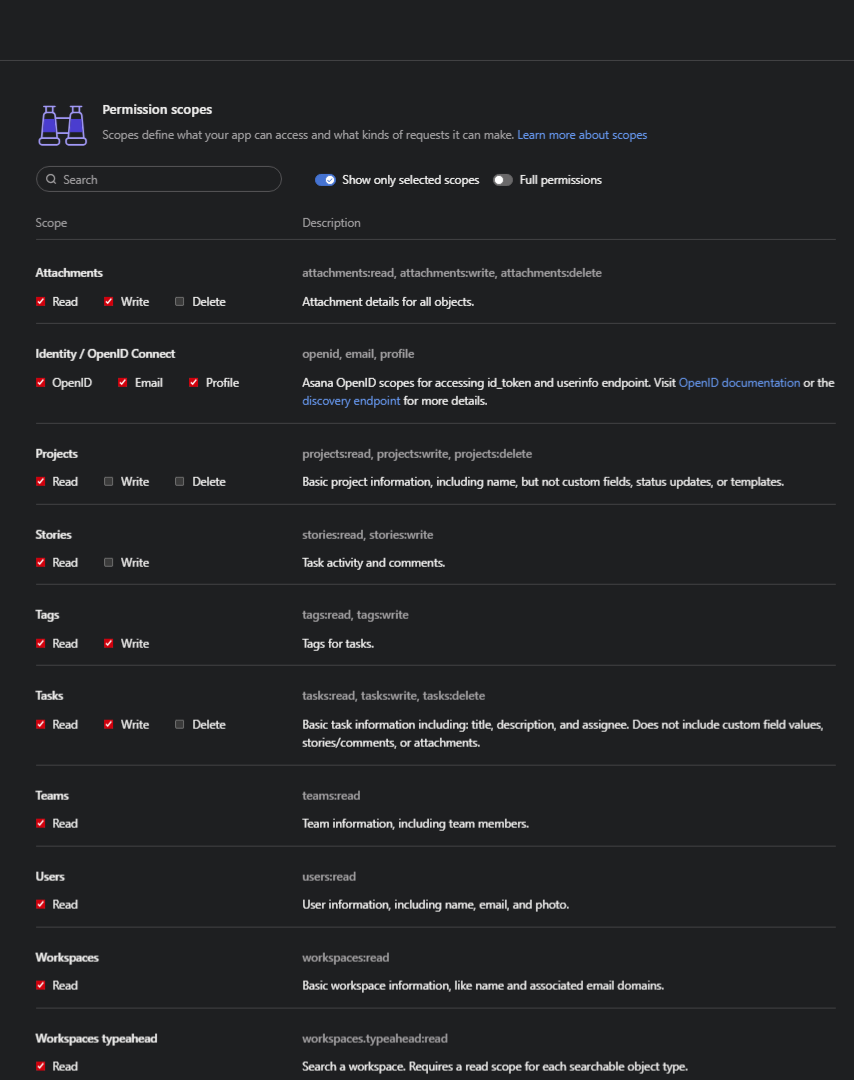 Permission scopes
Scopes define what your app can access and what kinds of requests it can make. Learn more about scopes
Search
Show only selected scopes
Full permissions
Scope
Description
Attachments
attachments:read, attachments:write, attachments:delete
Read
Write
Delete
Attachment details for all objects.
Identity / OpenID Connect
openid, email, profile
OpenID
Email
Profile
Asana OpenID scopes for accessing id_token and userinfo endpoint. Visit OpenID documentation or the
discovery endpoint for more details.
Projects
projects:read, projects:write, projects:delete
Read
Write
Delete
Basic project information, including name, but not custom fields, status updates, or templates.
Stories
stories:read, stories:write
Read
Write
Task activity and comments.
Tags
tags:read, tags:write
Read
Write
Tags for tasks.
Tasks
tasks:read, tasks:write, tasks:delete
Read
Write
Delete
Basic task information including: title, description, and assignee. Does not include custom field values,
stories/comments, or attachments.
Teams
teams:read
Read
Team information, including team members.
Users
users:read
Read
User information, including name, email, and photo.
Workspaces
workspaces:read
Read
Basic workspace information, like name and associated email domains.
Workspaces typeahead
workspaces.typeahead:read
Read
Search a workspace. Requires a read scope for each searchable object type.